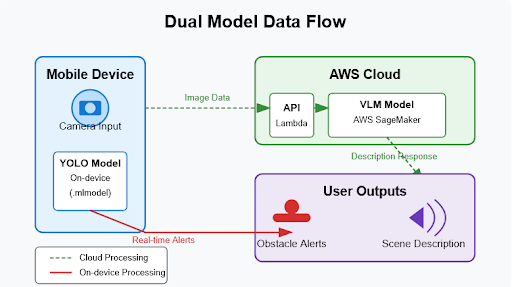 Dual Model Data Flow
Mobile Device
Camera Input
YOLO Model
On-device
(.mlmodel)
Image Data
AWS Cloud
API
Lambda
VLM Model
AWS SageMaker
Description Response
User Outputs
Obstacle Alerts
Scene Description
Real-time Alerts
Cloud Processing
On-device Processing